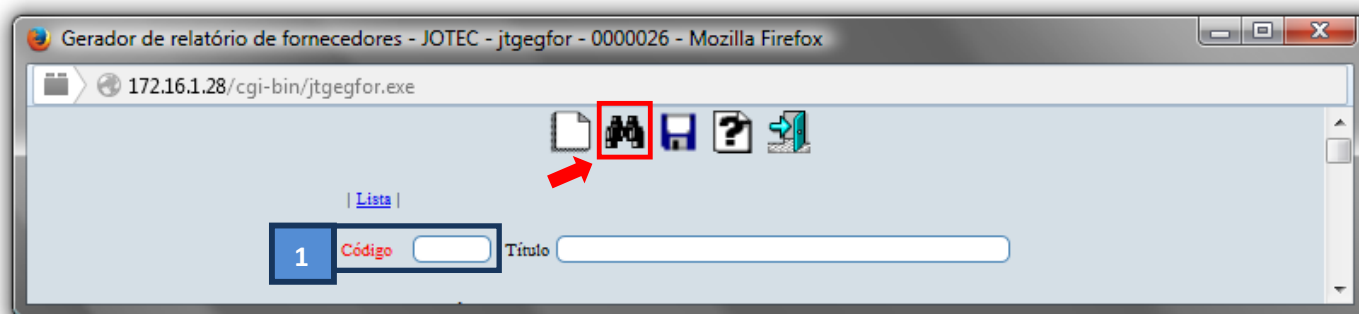 Gerador de relatório de fornecedores - JOTEC - jtgegfor - 0000026 - Mozilla Firefox
172.16.1.28/cgi-bin/jtgegfor.exe
| Lista |
1 Código Título